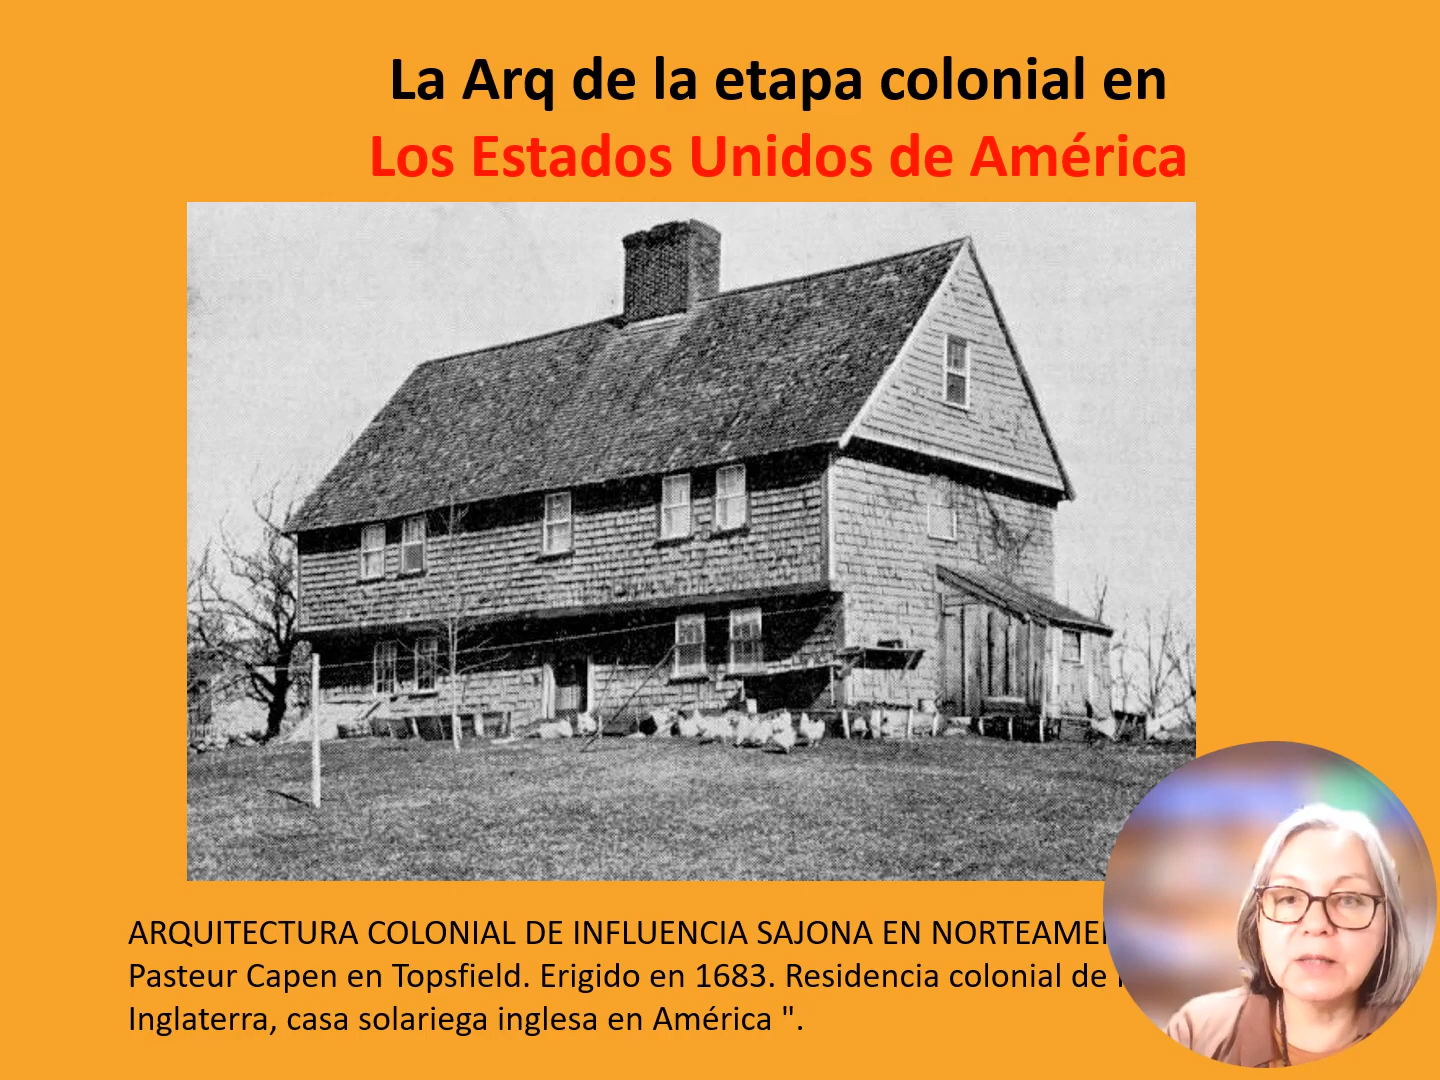 La Arq de la etapa colonial en
Los Estados Unidos de América
ARQUITECTURA COLONIAL DE INFLUENCIA SAJONA EN
Pasteur Capen en Topsfield. Erigido en 1683. Residencia colonial de
Inglaterra, casa solariega inglesa en América ".